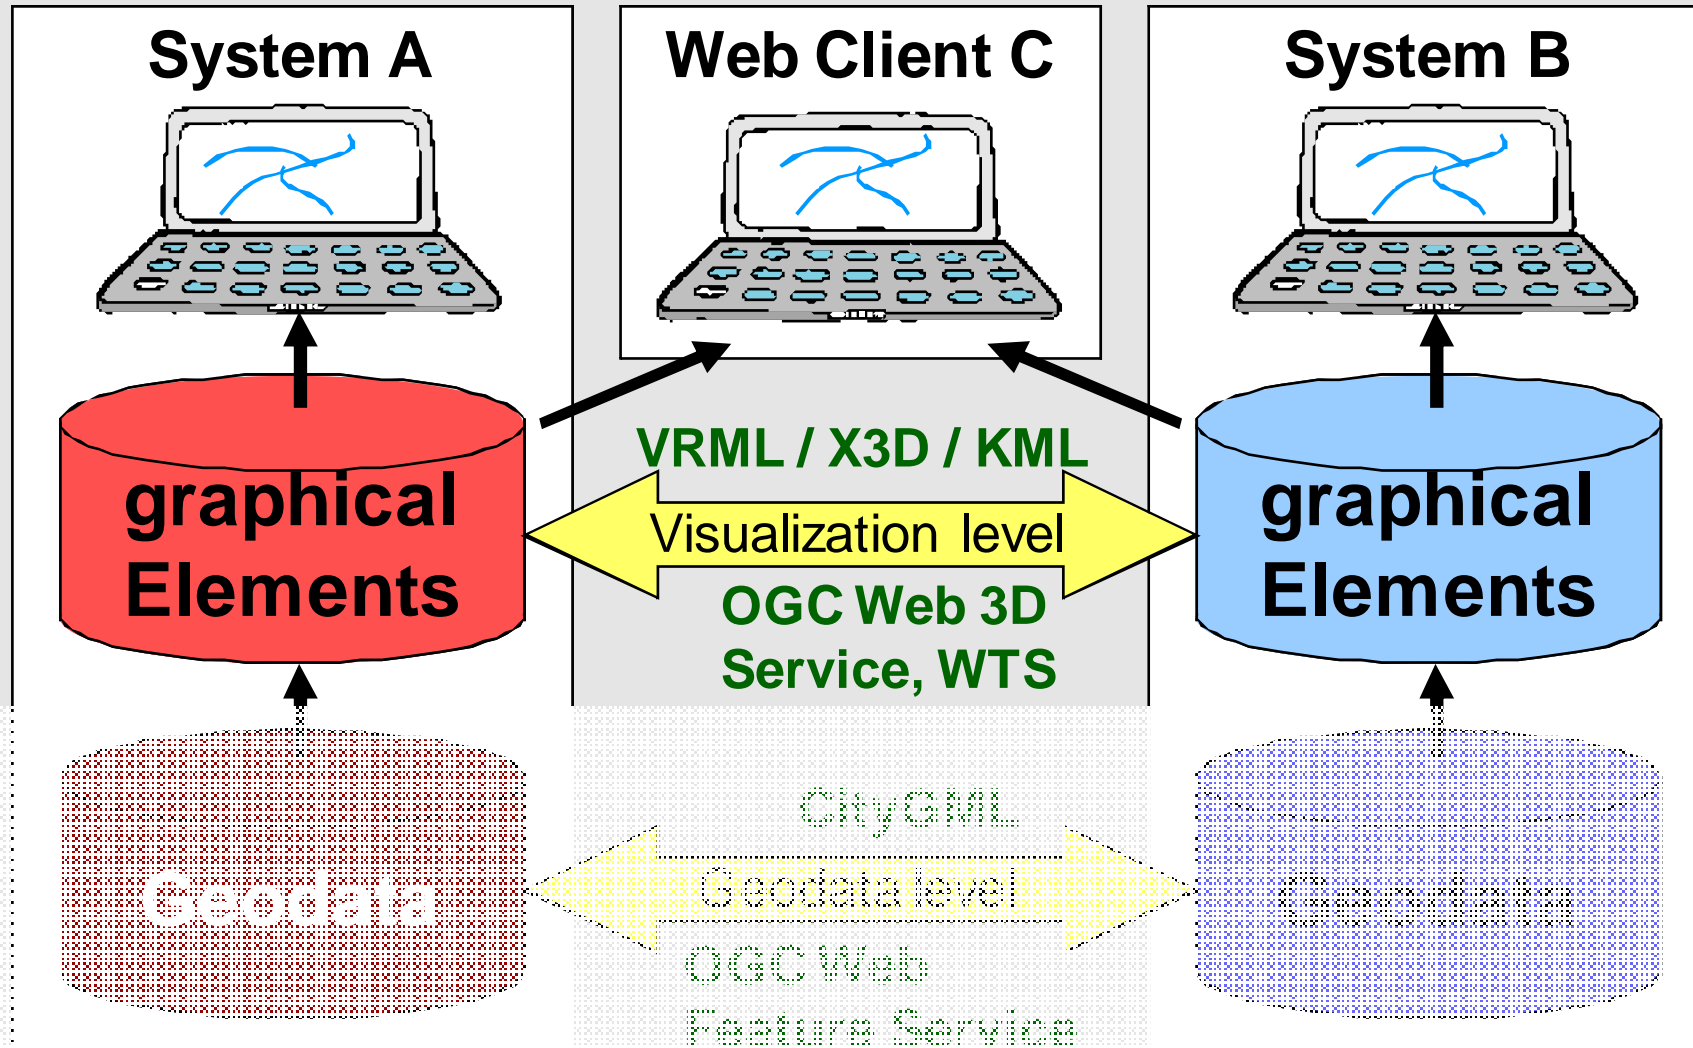 System A
Web Client C
System B
VRML / X3D / KML
graphical
Elements
Visualization level
graphical
Elements
OGC Web 3D
Service, WTS
CityGML
Geodata
Geodata level
Geodata
OGC Web
Feature Service